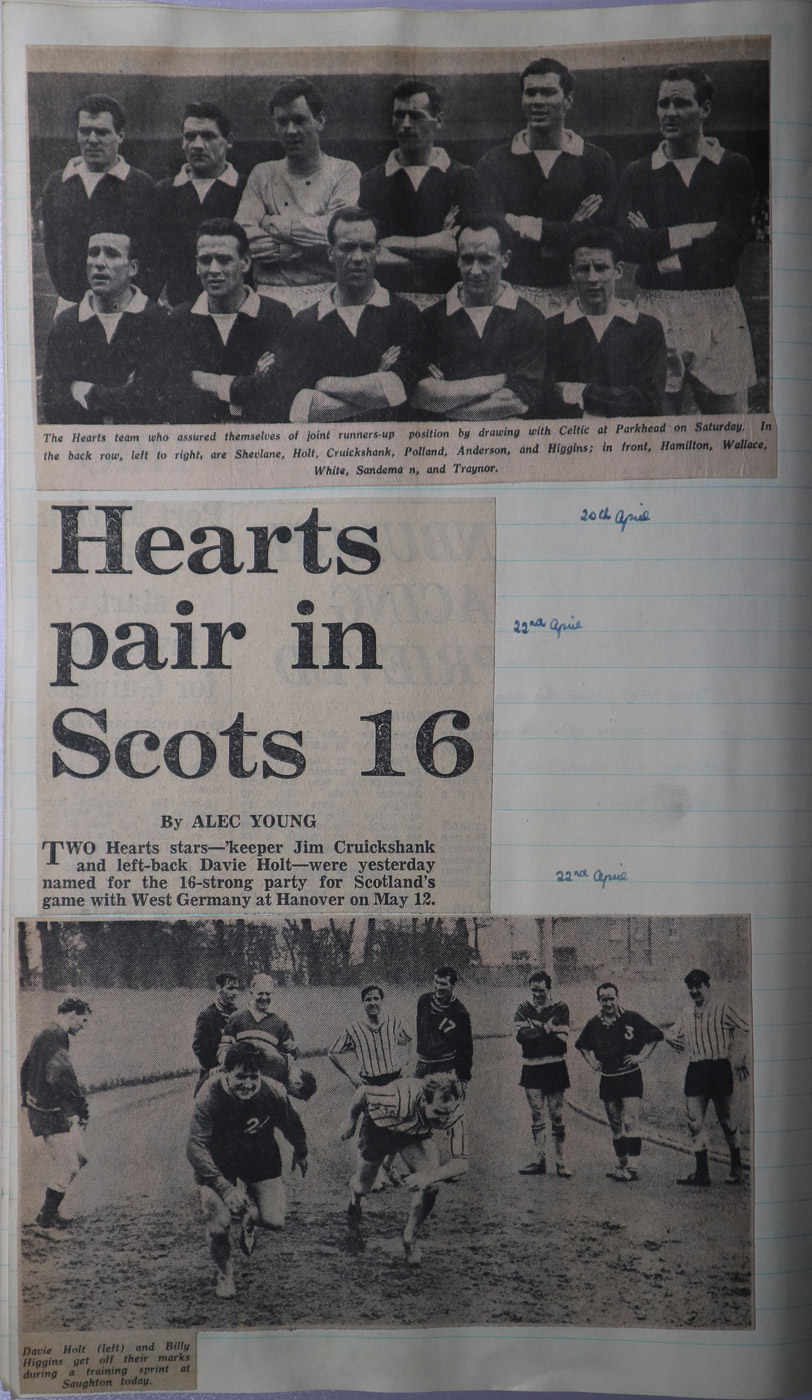 The Hearts team who assured themselves of joint runners-up position by drawing with Celtic at Parkhead on Saturday. In
the back row, left to right, are Shevlane, Holt, Cruickshank, Polland, Anderson, and Higgins; in front, Hamilton, Wallace,
White, Sandema n, and Traynor.
20th April
Hearts
pair in
Scots 16
22nd April
By ALEC YOUNG
TWO Hearts stars—'keeper Jim Cruickshank
and left-back Davie Holt—were yesterday
named for the 16-strong party for Scotland's
game with West Germany at Hanover on May 12.
22nd April
17
3
2
Davie Holt (left) and Billy
Higgins get off their marks
during a training sprint at
Saughton today.